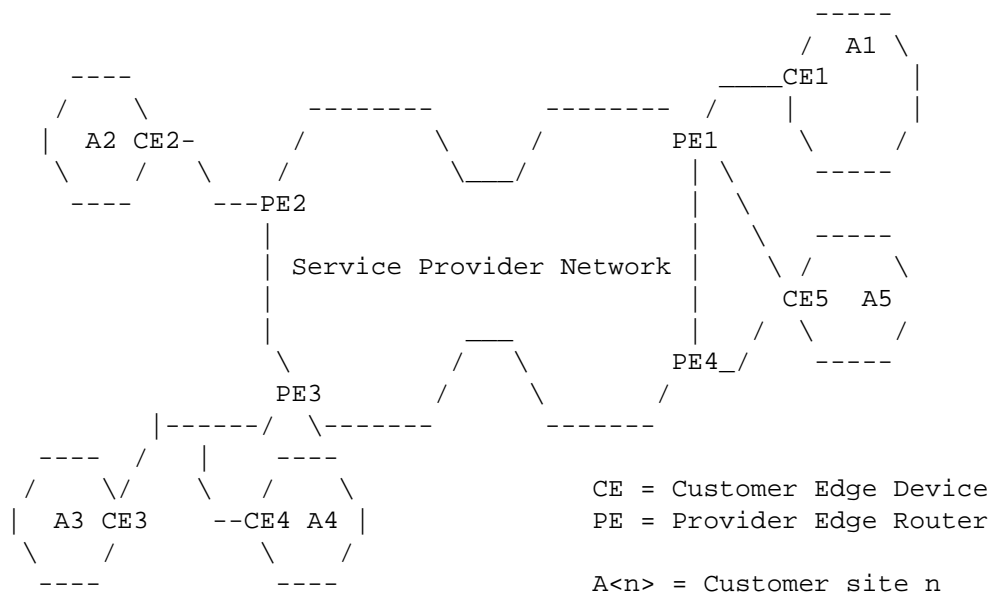 A1
CE1
A2 CE2
PE1
PE2
Service Provider Network
CE5 A5
PE4
PE3
CE = Customer Edge Device
A3 CE3 CE4 A4 PE = Provider Edge Router
A<n> = Customer site n